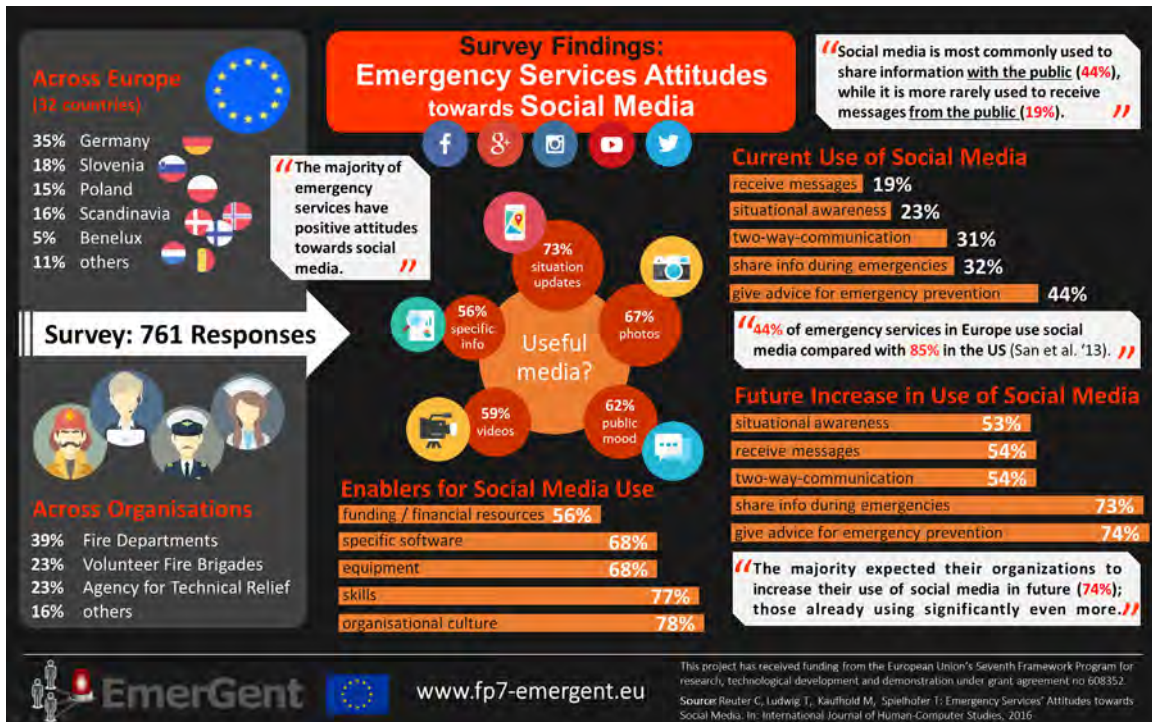 Across Europe
(32 countries)
35% Germany
18% Slovenia
15% Poland
16% Scandinavia
5% Benelux
11% others
Survey: 761 Responses
Across Organisations
39% Fire Departments
23% Volunteer Fire Brigades
23% Agency for Technical Relief
16% others
Survey Findings:
Emergency Services Attitudes
towards Social Media
f
g+
“The majority of
emergency
services have
positive attitudes
towards social
media. ”
73%
situation
updates
67%
photos
62%
public
mood
59%
videos
56%
specific
info
Useful
media?
Enablers for Social Media Use
funding / financial resources 56%
specific software 68%
equipment 68%
skills 77%
organisational culture 78%
“Social media is most commonly used to
share information with the public (44%),
while it is more rarely used to receive
messages from the public (19%). ”
Current Use of Social Media
receive messages 19%
situational awareness 23%
two-way-communication 31%
share info during emergencies 32%
give advice for emergency prevention 44%
“44% of emergency services in Europe use social
media compared with 85% in the US (San et al. '13). ”
Future Increase in Use of Social Media
situational awareness 53%
receive messages 54%
two-way-communication 54%
share info during emergencies 73%
give advice for emergency prevention 74%
“The majority expected their organizations to
increase their use of social media in future (74%);
those already using significantly even more.”
EmerGent
www.fp7-emergent.eu
This project has received funding from the European Union's Seventh Framework Program for
research, technological development and demonstration under grant agreement no 608352.
Source: Reuter C, Ludwig T, Kaufhold M, Spielhofer T: Emergency Services' Attitudes towards
Social Media. In: International Journal of Human-Computer Studies, 2016